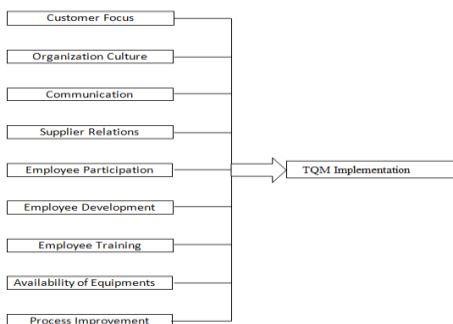 Customer Focus
Organization Culture
Communication
Supplier Relations
Employee Participation
TQM Implementation
Employee Development
Employee Training
Availability of Equipments
Process Improvement